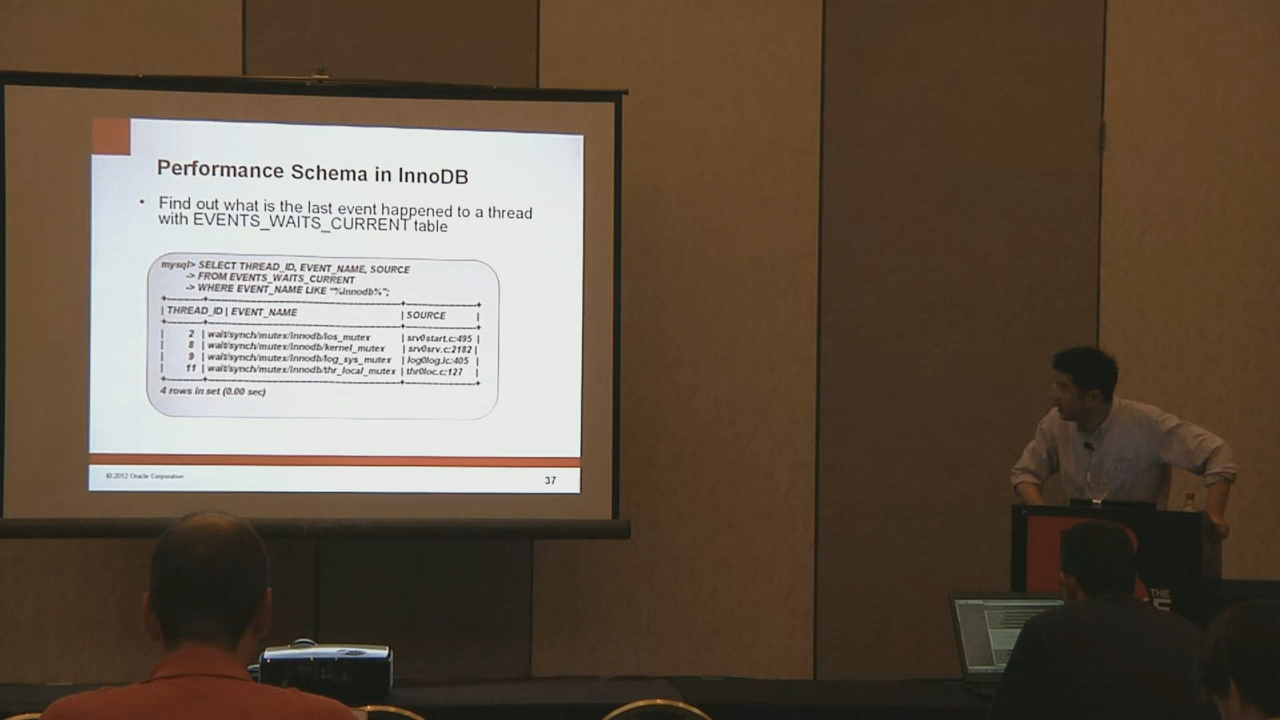 Performance Schema in InnoDB
• Find out what is the last event happened to a thread
with EVENTS_WAITS_CURRENT table
mysql> SELECT THREAD_ID, EVENT_NAME, SOURCE
-> FROM EVENTS_WAITS_CURRENT
-> WHERE EVENT_NAME LIKE "%innodb%";
| THREAD_ID | EVENT_NAME | SOURCE |
| 2 | wait/synch/mutex/innodb/ios_mutex | srv0start.c:495 |
| 8 | wait/synch/mutex/innodb/kernel_mutex | srv0srv.c:2182 |
| 9 | wait/synch/mutex/innodb/log_sys_mutex | log0log.ic:405 |
| 11 | wait/synch/mutex/innodb/thr_local_mutex | thr0loc.c:127 |
4 rows in set (0.00 sec)
© 2012 Oracle Corporation
37
THE